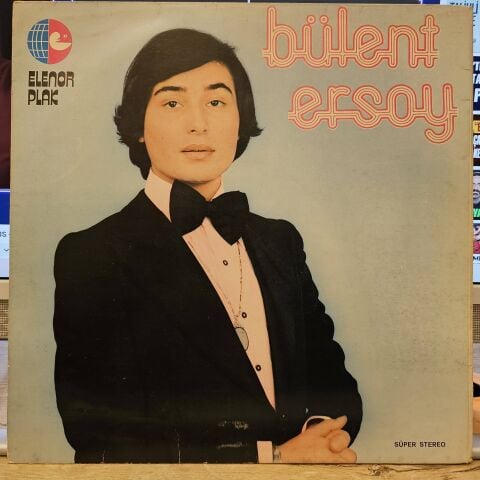 ELENOR
PLAK
bülent
ersoy
SÜPER STEREO